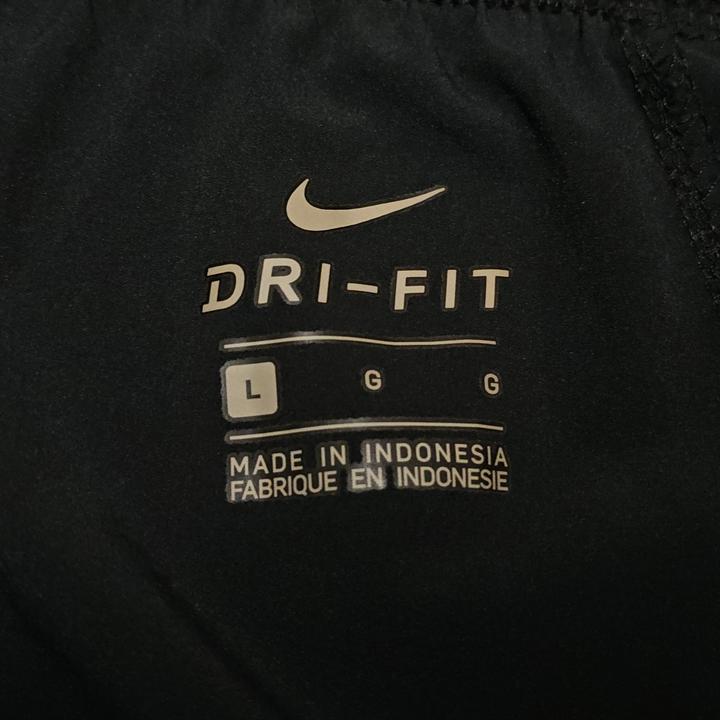 DRI-FIT
L G G
MADE IN INDONESIA
FABRIQUE EN INDONESIE